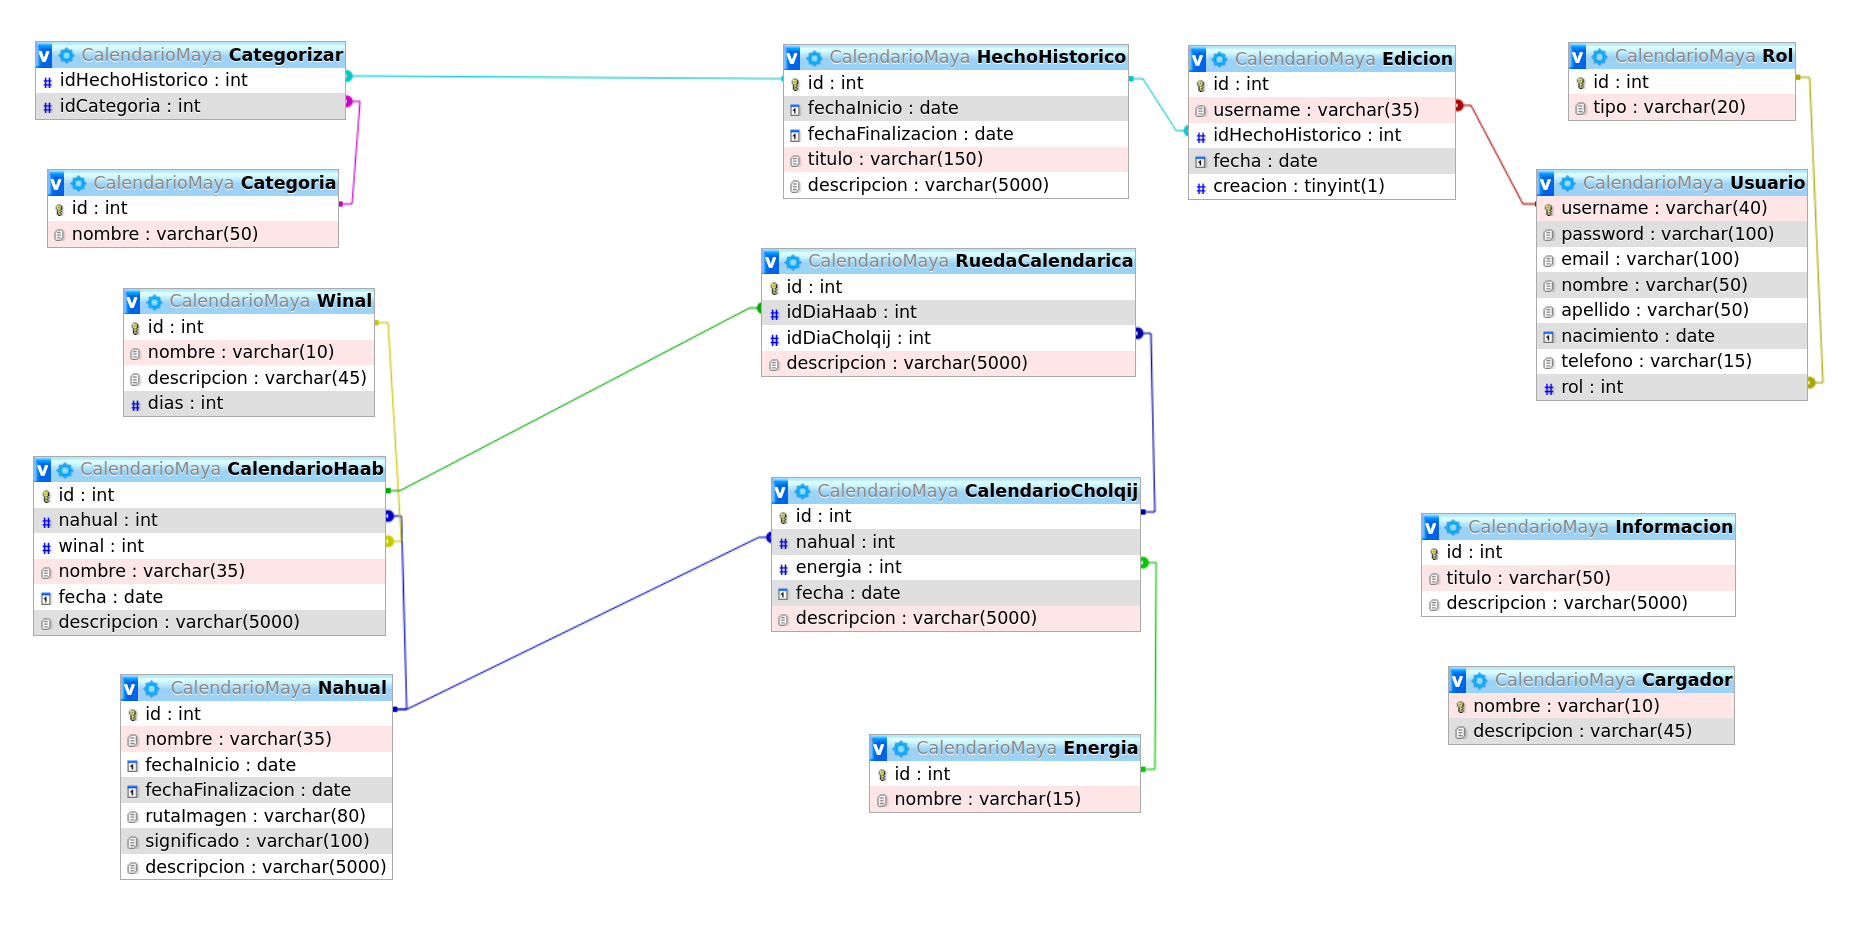 CalendarioMaya Categorizar
idHechoHistorico : int
idCategoria : int
CalendarioMaya HechoHistorico
id : int
fechaInicio : date
fechaFinalizacion : date
titulo : varchar(150)
descripcion : varchar(5000)
CalendarioMaya Edicion
id : int
username : varchar(35)
idHechoHistorico : int
fecha : date
creacion : tinyint(1)
CalendarioMaya Rol
id : int
tipo : varchar(20)
CalendarioMaya Categoria
id : int
nombre : varchar(50)
CalendarioMaya Usuario
username : varchar(40)
password : varchar(100)
email : varchar(100)
nombre : varchar(50)
apellido : varchar(50)
nacimiento : date
telefono : varchar(15)
rol : int
CalendarioMaya RuedaCalendarica
id : int
idDiaHaab : int
idDiaCholqij : int
descripcion : varchar(5000)
CalendarioMaya Winal
id : int
nombre : varchar(10)
descripcion : varchar(45)
dias : int
CalendarioMaya CalendarioHaab
id : int
nahual : int
winal : int
nombre : varchar(35)
fecha : date
descripcion : varchar(5000)
CalendarioMaya CalendarioCholqij
id : int
nahual : int
energia : int
fecha : date
descripcion : varchar(5000)
CalendarioMaya Informacion
id : int
titulo : varchar(50)
descripcion : varchar(5000)
CalendarioMaya Nahual
id : int
nombre : varchar(35)
fechaInicio : date
fechaFinalizacion : date
rutaImagen : varchar(80)
significado : varchar(100)
descripcion : varchar(5000)
CalendarioMaya Cargador
nombre : varchar(10)
descripcion : varchar(45)
CalendarioMaya Energia
id : int
nombre : varchar(15)